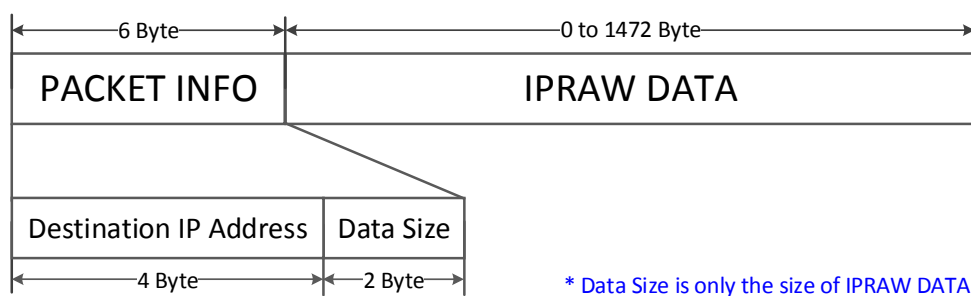 6 Byte 0 to 1472 Byte
PACKET INFO IPRAW DATA
Destination IP Address Data Size
4 Byte 2 Byte * Data Size is only the size of IPRAW DATA